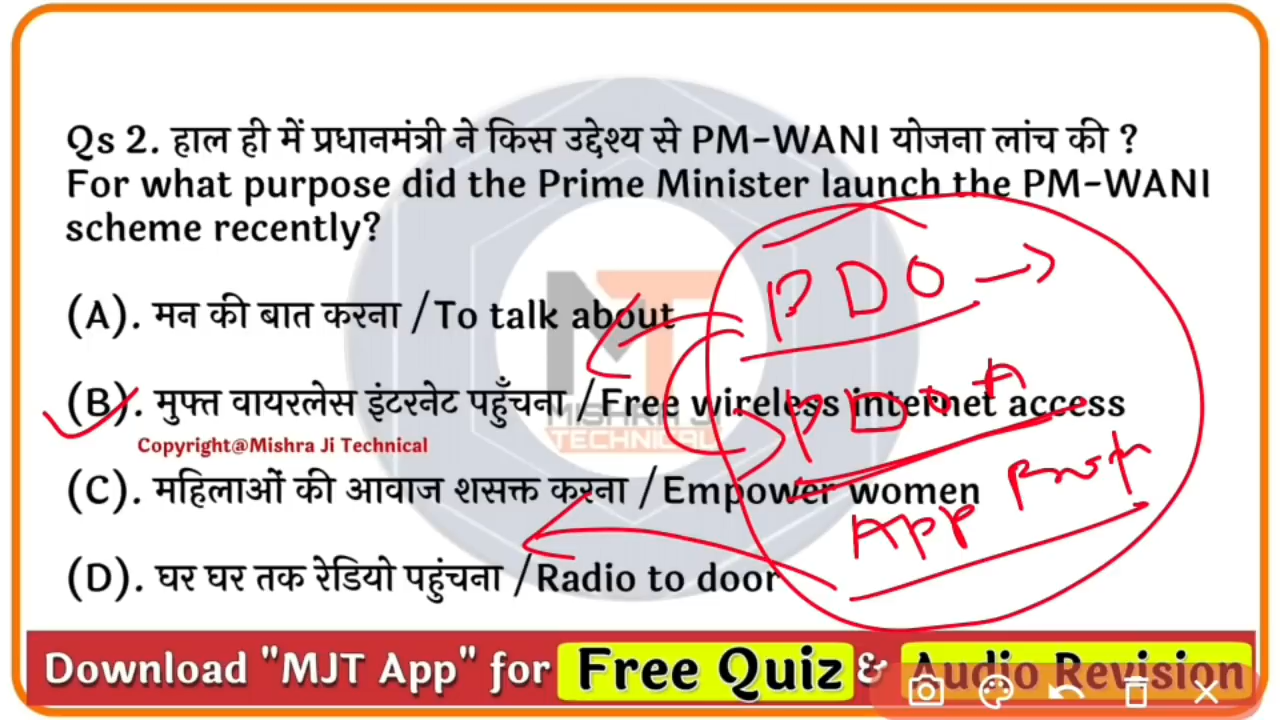 Qs 2. हाल ही में प्रधानमंत्री ने किस उद्देश्य से PM-WANI योजना लांच की ?
For what purpose did the Prime Minister launch the PM-WANI
scheme recently?
PDO
(A). मन की बात करना /To talk about
(B). मुफ्त वायरलेस इंटरनेट पहुँचना /Free wireless internet access
PDOA
MISHRA JI
TECHNICAL
Copyright@Mishra Ji Technical
(C). महिलाओं की आवाज शसक्त करना /Empower women
App
(D). घर घर तक रेडियो पहुंचना /Radio to door
Download "MJT App" for Free Quiz & Audio Revision